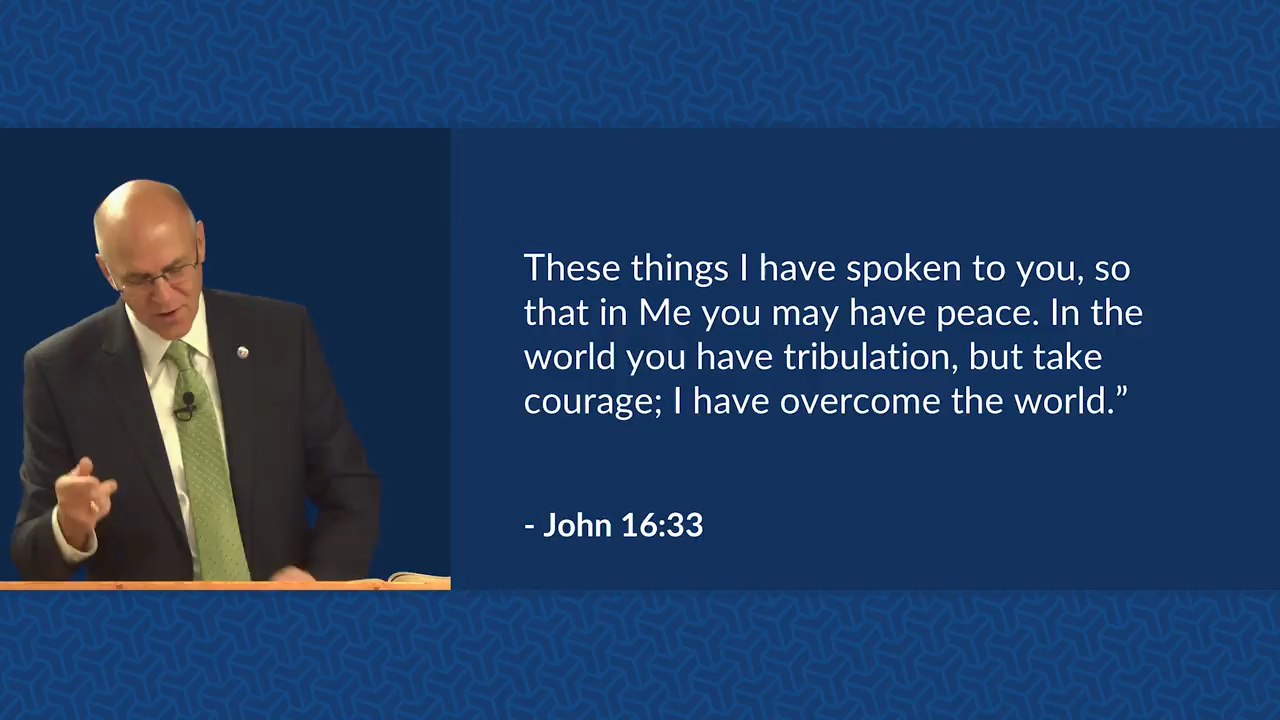 These things I have spoken to you, so
that in Me you may have peace. In the
world you have tribulation, but take
courage; I have overcome the world.”
- John 16:33